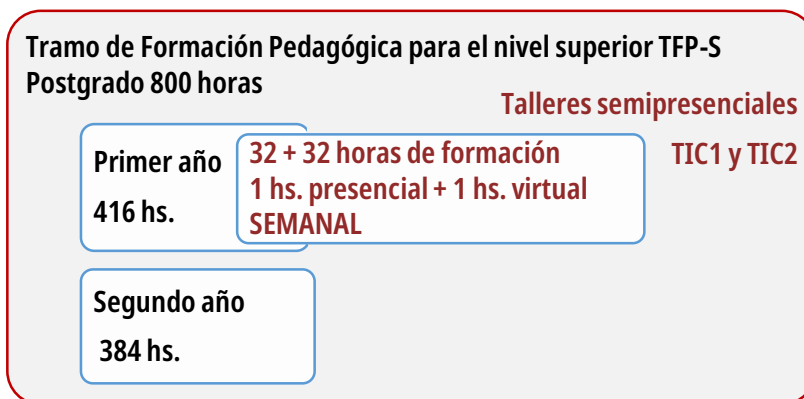 Tramo de Formación Pedagógica para el nivel superior TFP-S
Postgrado 800 horas
Talleres semipresenciales
TIC1 y TIC2
Primer año
416 hs.
32 + 32 horas de formación
1 hs. presencial + 1 hs. virtual
SEMANAL
Segundo año
384 hs.